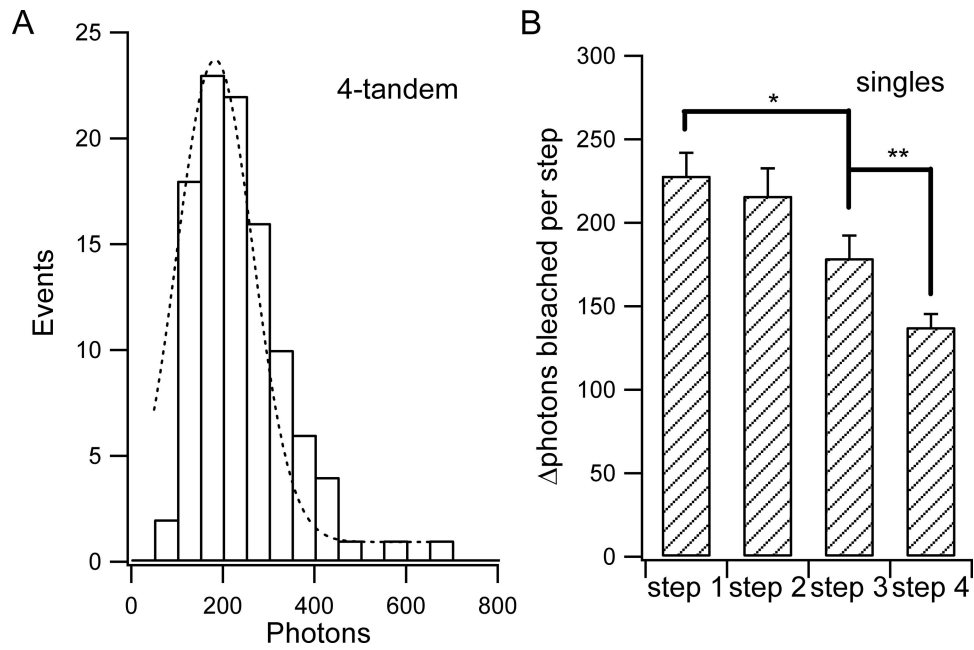 A
25
20
15
10
5
0
Events
4-tandem
0 200 400 600 800
Photons
B
300
250
200
150
100
50
0
Δphotons bleached per step
singles
*
**
step 1 step 2 step 3 step 4